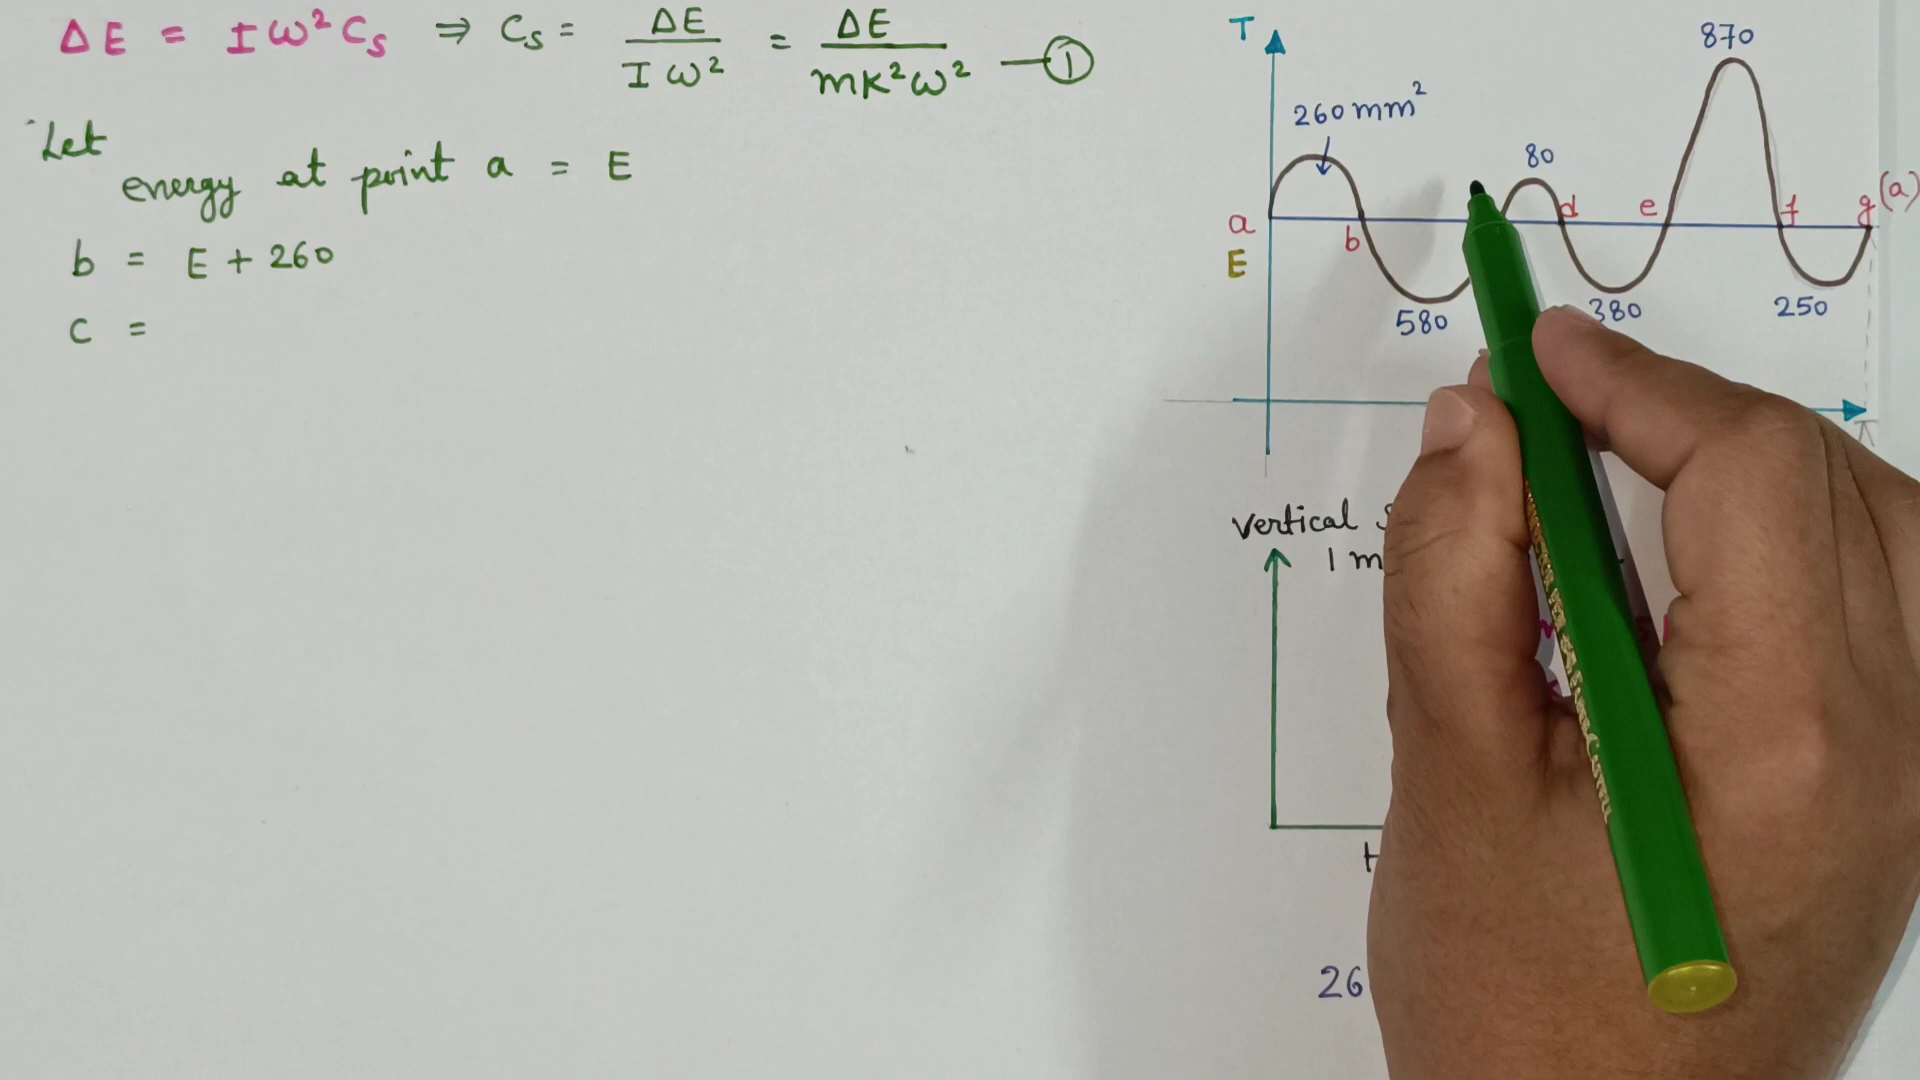 ΔE = Iω²Cs ⇒ Cs = ΔE / Iω² = ΔE / mK²ω² —①
Let
energy at point a = E
b = E + 260
c =
T
870
260 mm²
80
a
b
d
e
f
g(a)
E
580
380
250
Vertical
1 m
26